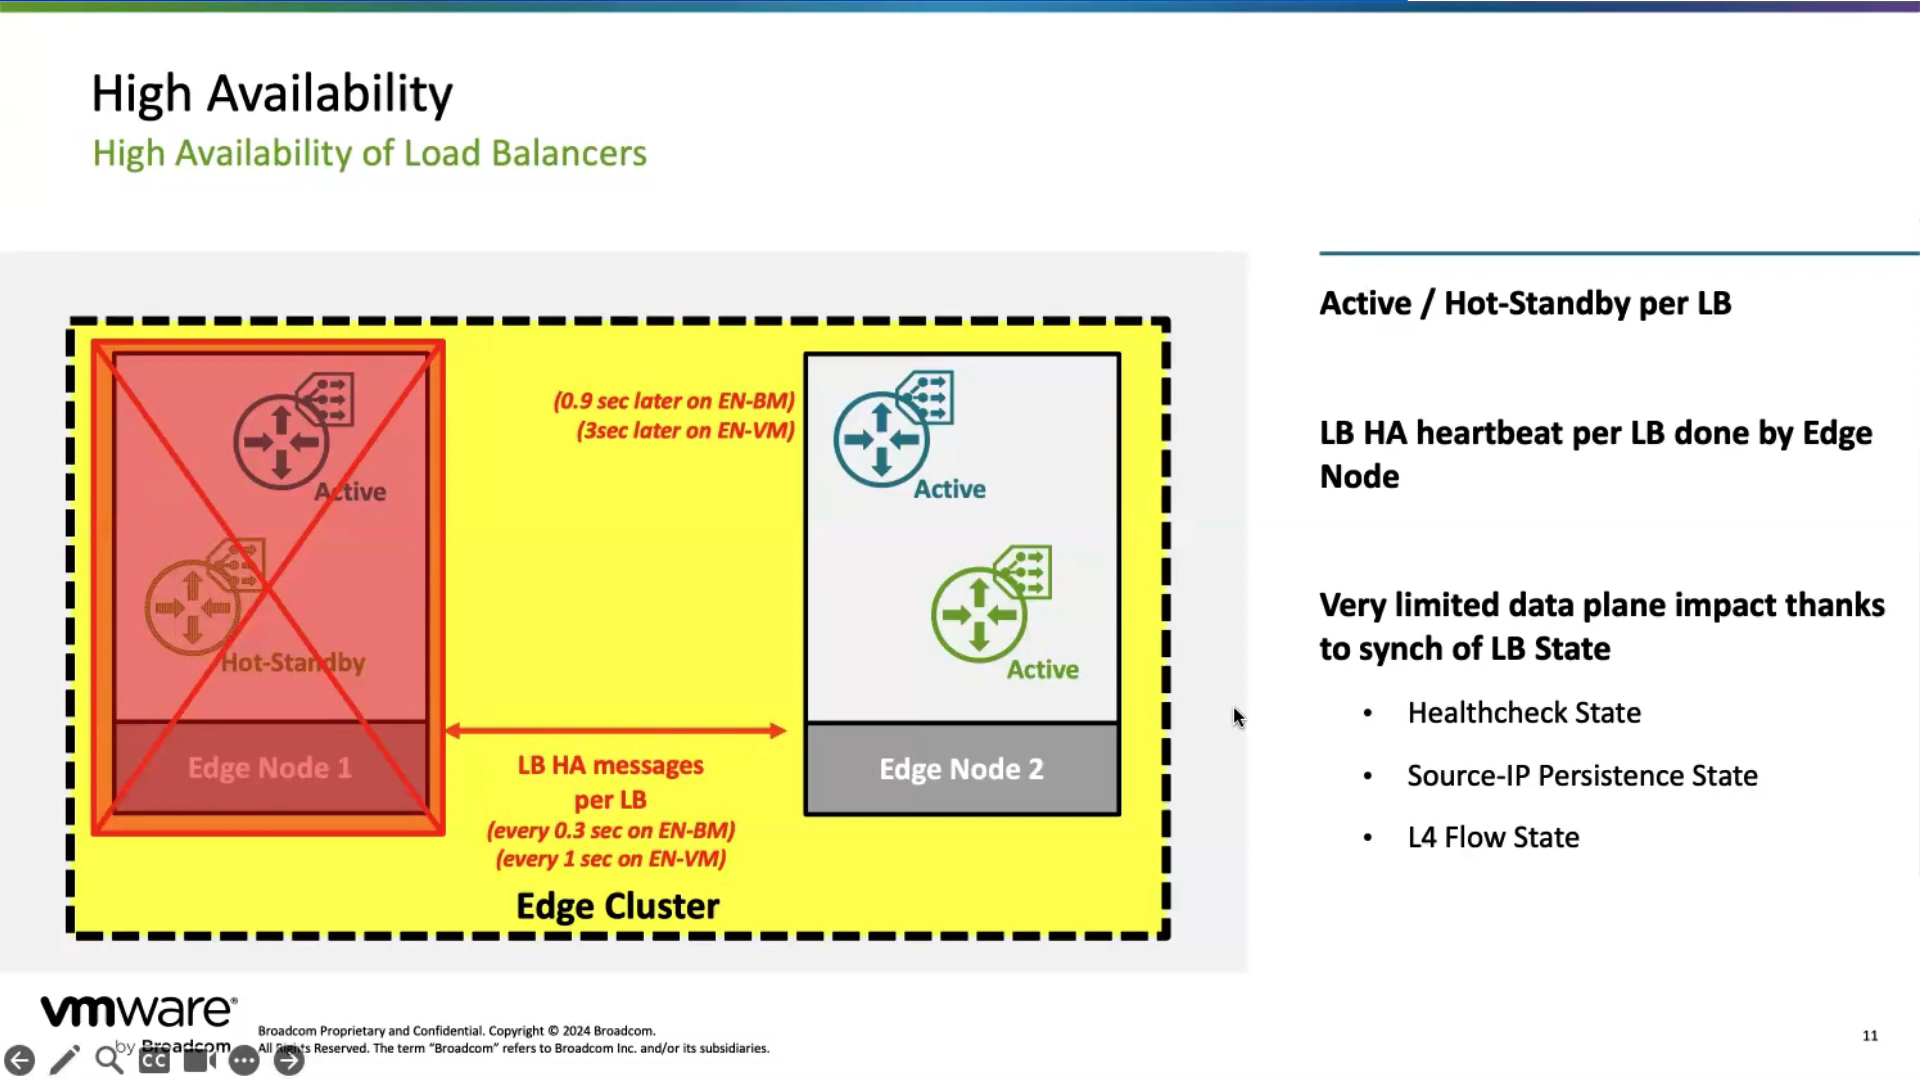 High Availability
High Availability of Load Balancers
Active
Hot-Standby
Edge Node 1
(0.9 sec later on EN-BM)
(3sec later on EN-VM)
LB HA messages
per LB
(every 0.3 sec on EN-BM)
(every 1 sec on EN-VM)
Active
Active
Edge Node 2
Edge Cluster
Active / Hot-Standby per LB
LB HA heartbeat per LB done by Edge
Node
Very limited data plane impact thanks
to synch of LB State
• Healthcheck State
• Source-IP Persistence State
• L4 Flow State
vmware®
by Broadcom
Broadcom Proprietary and Confidential. Copyright © 2024 Broadcom.
All Rights Reserved. The term “Broadcom” refers to Broadcom Inc. and/or its subsidiaries.
CC
11